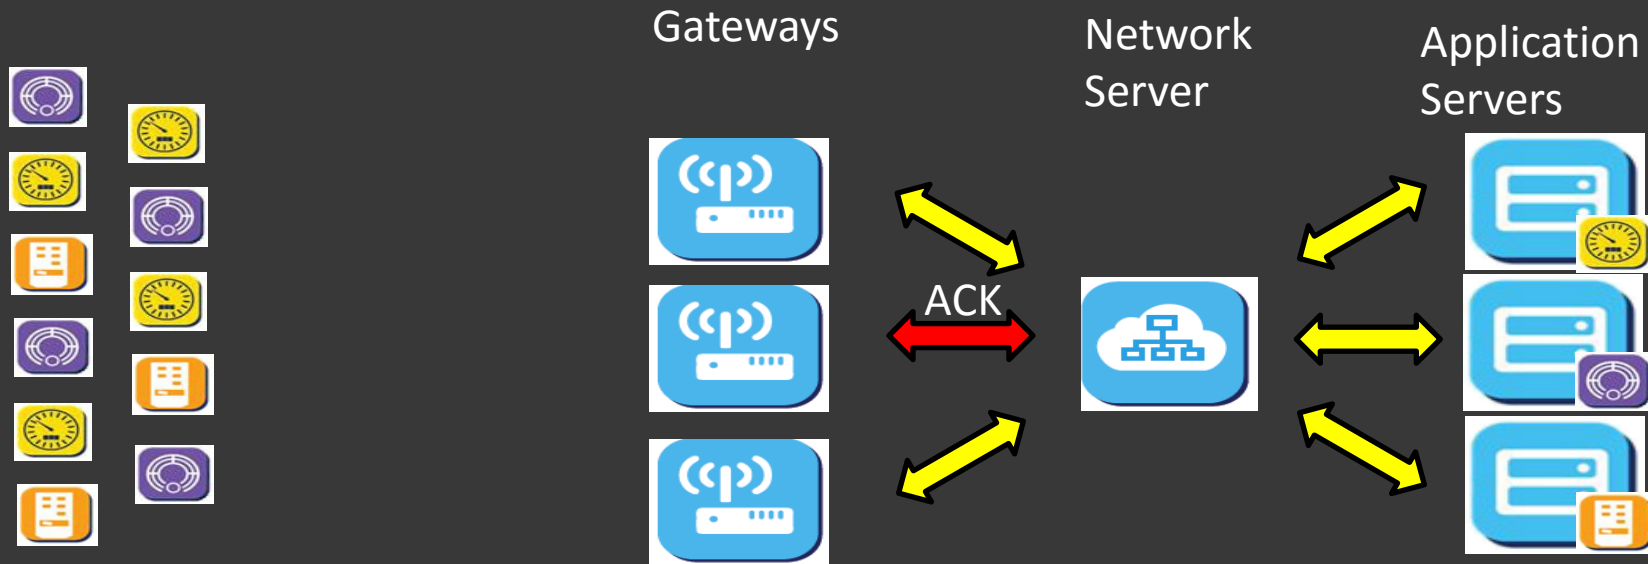 Gateways
Network
Server
Application
Servers
ACK